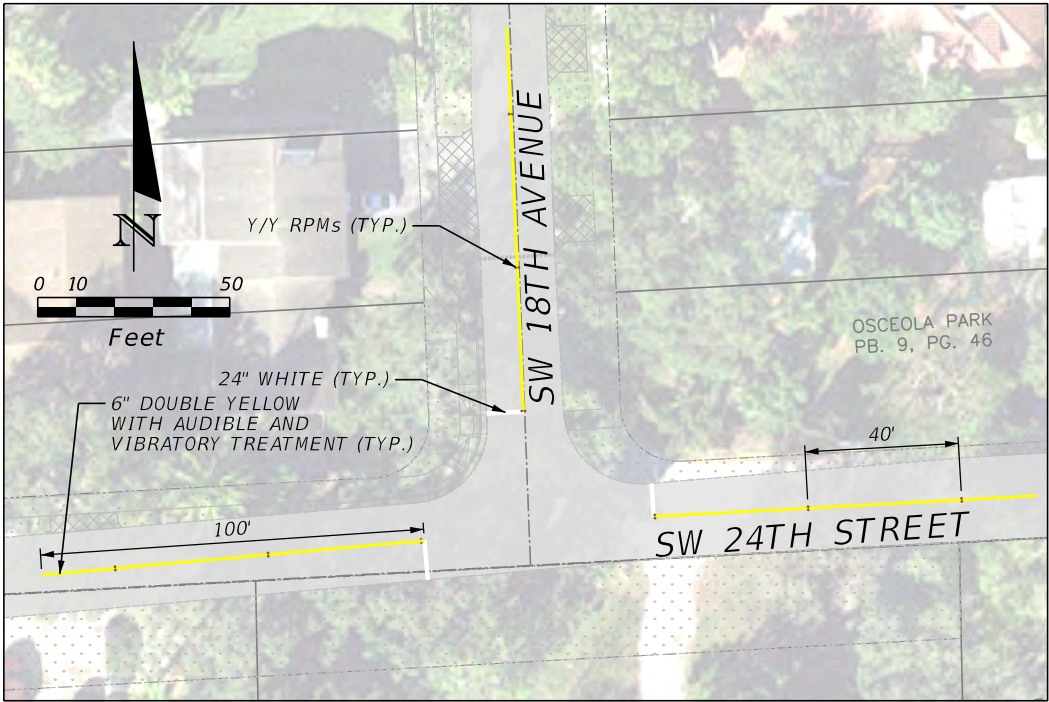 SW 18TH AVENUE
Y/Y RPMs (TYP.)
N
0 10 50
Feet
OSCEOLA PARK
PB. 9, PG. 46
24" WHITE (TYP.)
6" DOUBLE YELLOW
WITH AUDIBLE AND
VIBRATORY TREATMENT (TYP.)
40'
100'
SW 24TH STREET